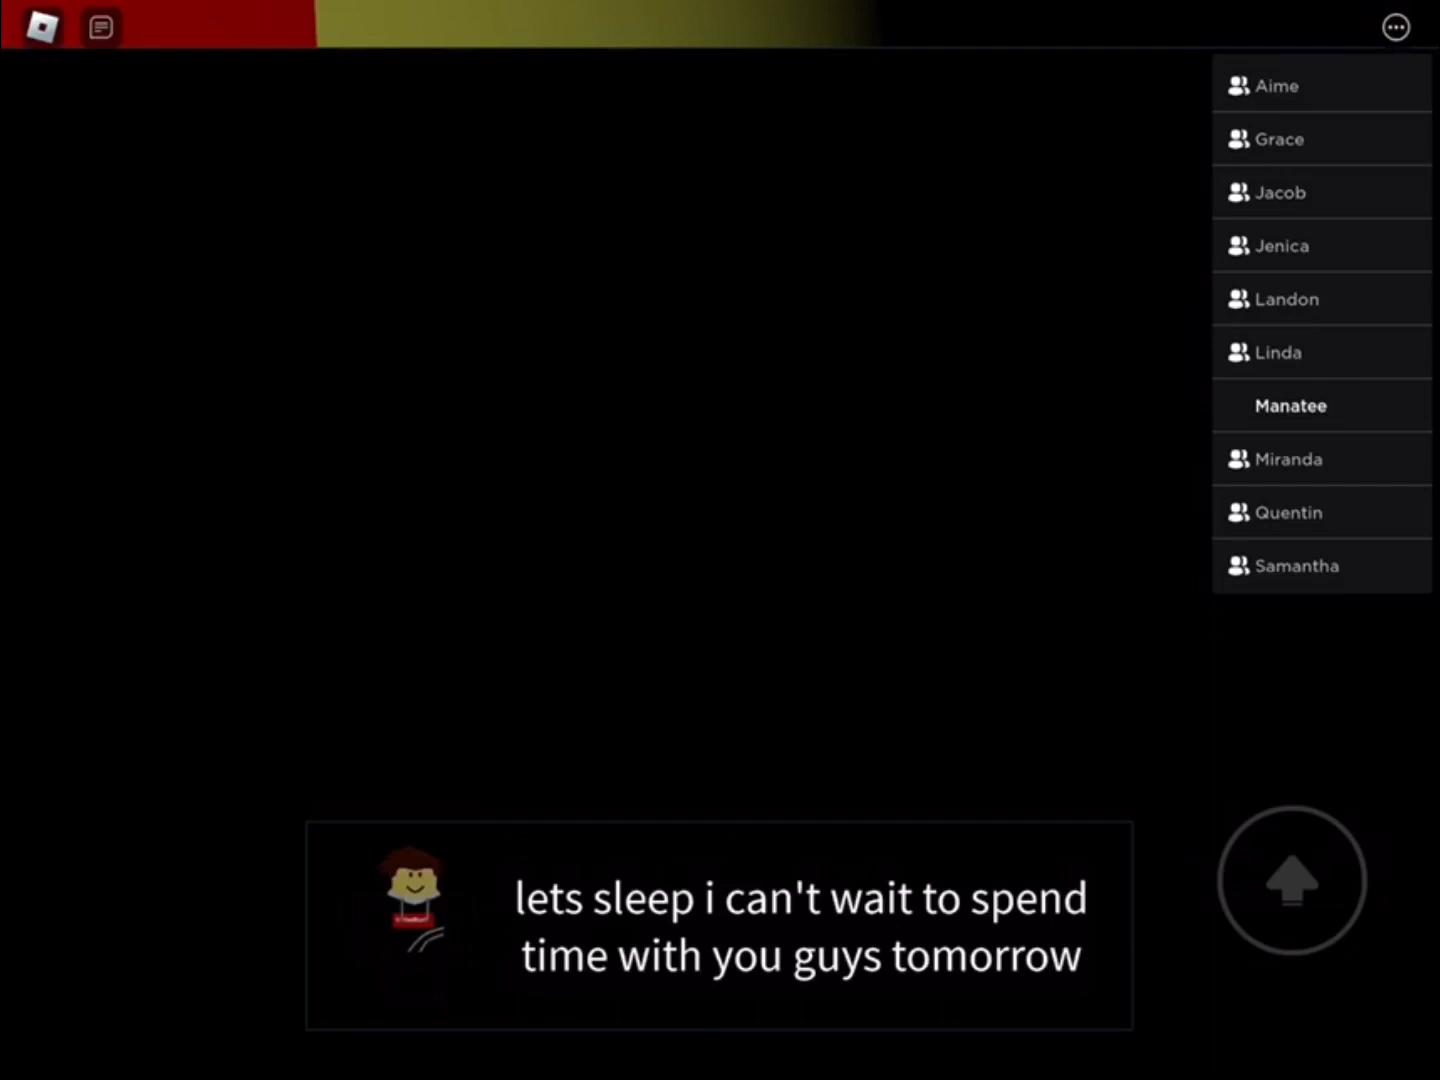 Aime
Grace
Jacob
Jenica
Landon
Linda
Manatee
Miranda
Quentin
Samantha
lets sleep i can't wait to spend
time with you guys tomorrow